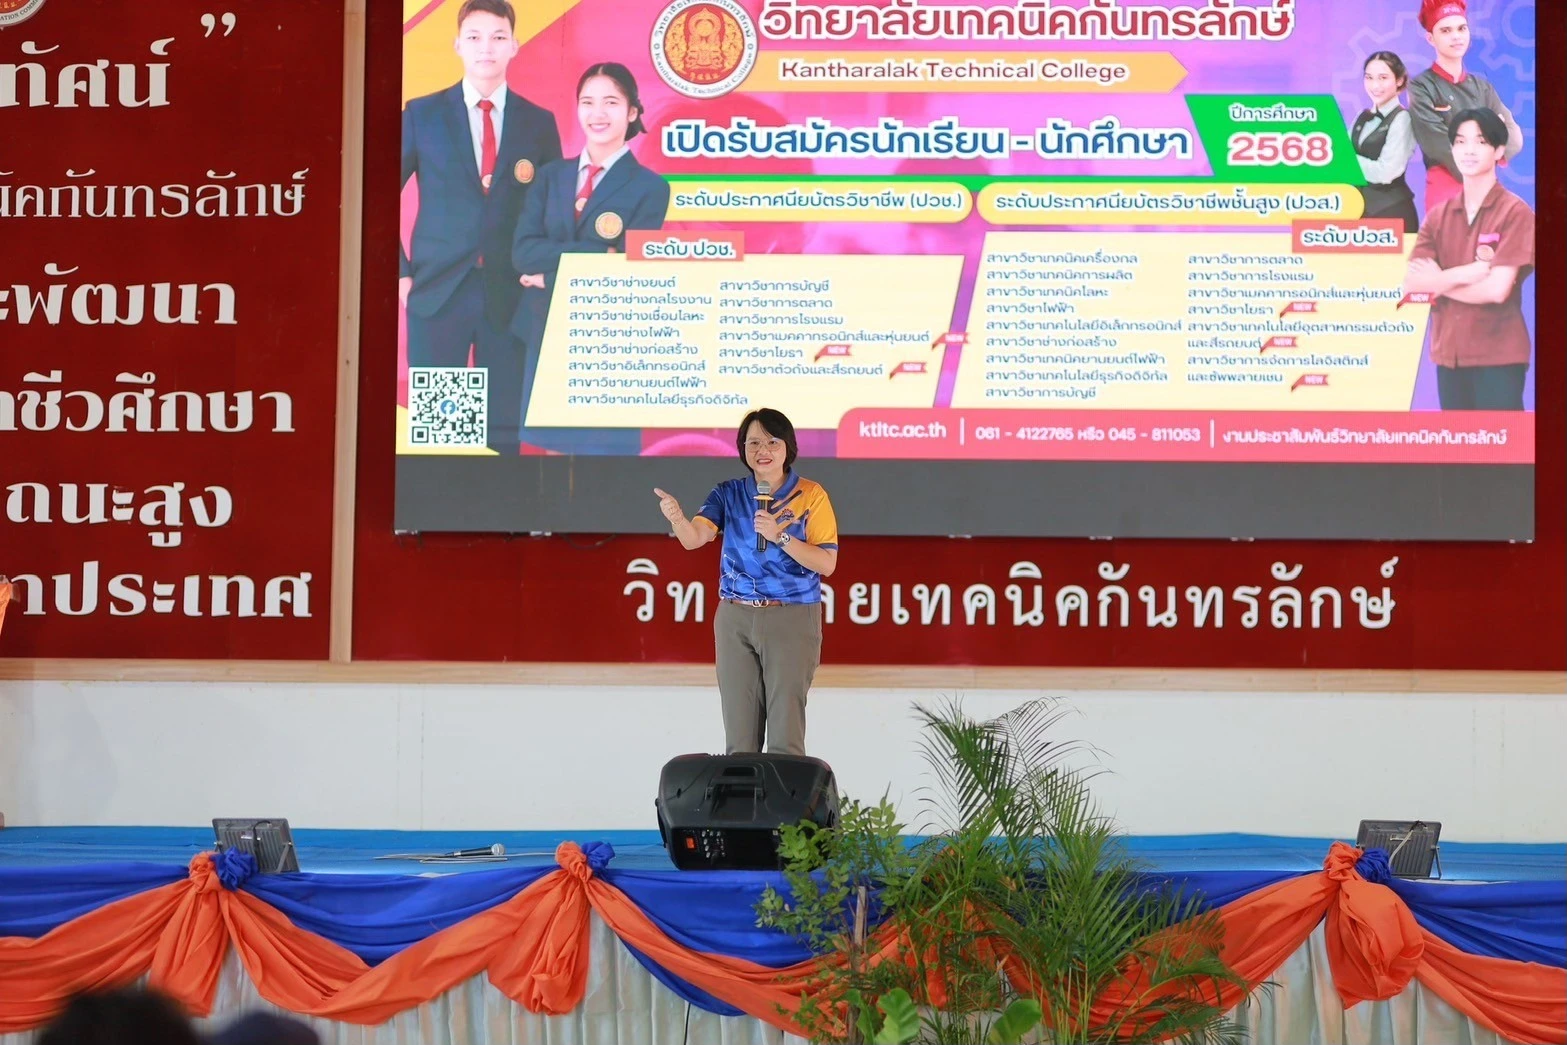 ”
ทัศน์
นิคกันทรลักษ์
ะพัฒนา
าชีวศึกษา
ถนะสูง
าประเทศ
วิทยาลัยเทคนิคกันทรลักษ์
Kantharalak Technical College
Kantharalak Technical College
เปิดรับสมัครนักเรียน - นักศึกษา
ปีการศึกษา
2568
ระดับประกาศนียบัตรวิชาชีพ (ปวช.)
ระดับประกาศนียบัตรวิชาชีพชั้นสูง (ปวส.)
ระดับ ปวช.
สาขาวิชาช่างยนต์
สาขาวิชาช่างกลโรงงาน
สาขาวิชาช่างเชื่อมโลหะ
สาขาวิชาช่างไฟฟ้า
สาขาวิชาช่างก่อสร้าง
สาขาวิชาอิเล็กทรอนิกส์
สาขาวิชายานยนต์ไฟฟ้า
สาขาวิชาเทคโนโลยีธุรกิจดิจิทัล
สาขาวิชาการบัญชี
สาขาวิชาการตลาด
สาขาวิชาการโรงแรม
สาขาวิชาเมคคาทรอนิกส์และหุ่นยนต์ NEW
สาขาวิชาโยธา NEW
สาขาวิชาตัวถังและสีรถยนต์ NEW
ระดับ ปวส.
สาขาวิชาเทคนิคเครื่องกล
สาขาวิชาเทคนิคการผลิต
สาขาวิชาเทคนิคโลหะ
สาขาวิชาไฟฟ้า
สาขาวิชาเทคโนโลยีอิเล็กทรอนิกส์
สาขาวิชาช่างก่อสร้าง
สาขาวิชาเทคนิคยานยนต์ไฟฟ้า
สาขาวิชาเทคโนโลยีธุรกิจดิจิทัล
สาขาวิชาการบัญชี
สาขาวิชาการตลาด
สาขาวิชาการโรงแรม
สาขาวิชาเมคคาทรอนิกส์และหุ่นยนต์ NEW
สาขาวิชาโยธา NEW
สาขาวิชาเทคโนโลยีอุตสาหกรรมตัวถัง
และสีรถยนต์ NEW
สาขาวิชาการจัดการโลจิสติกส์
และซัพพลายเชน NEW
ktltc.ac.th
061 - 4122765 หรือ 045 - 811053
งานประชาสัมพันธ์วิทยาลัยเทคนิคกันทรลักษ์
วิท ลัยเทคนิคกันทรลักษ์